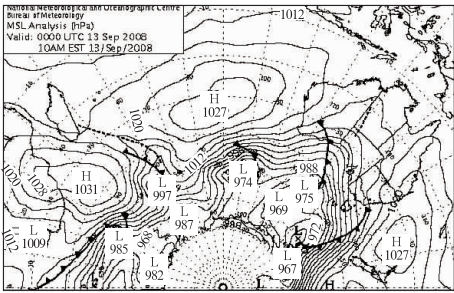 National Meteorological and Oceanographic Centre
Bureau of Meteorology
MSL Analysis (hPa)
Valid: 0000 UTC 13 Sep 2008
10AM EST 13/Sep/2008
1012
H
1027
1020
1012
1020
1028
H
1031
L
997
L
974
988
L
975
L
969
L
987
L
1009
1012
L
985
968
L
982
972
L
L
967
H
1027
L
L
H